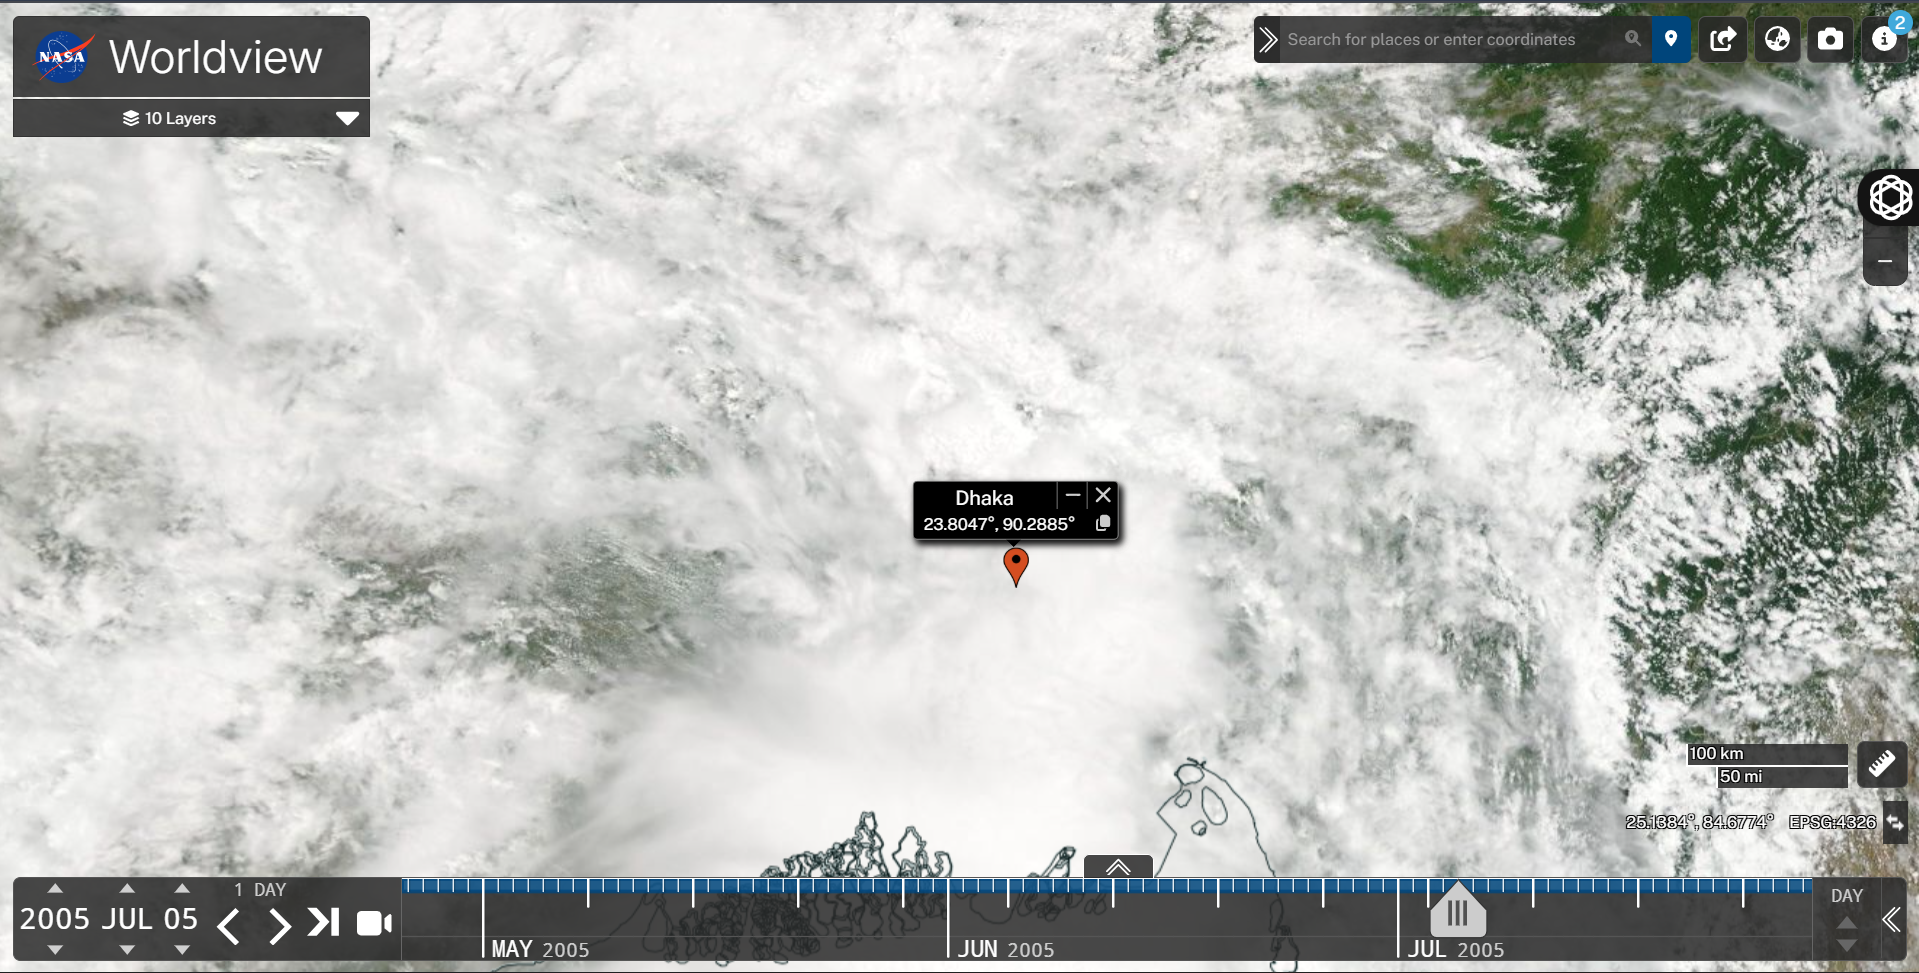 NASA
Worldview
10 Layers
Search for places or enter coordinates
2
Dhaka
23.8047°, 90.2885°
100 km
50 mi
25.1384°, 84.6774° EPSG:4326
1 DAY
2005 JUL 05
MAY 2005
JUN 2005
JUL 2005
DAY